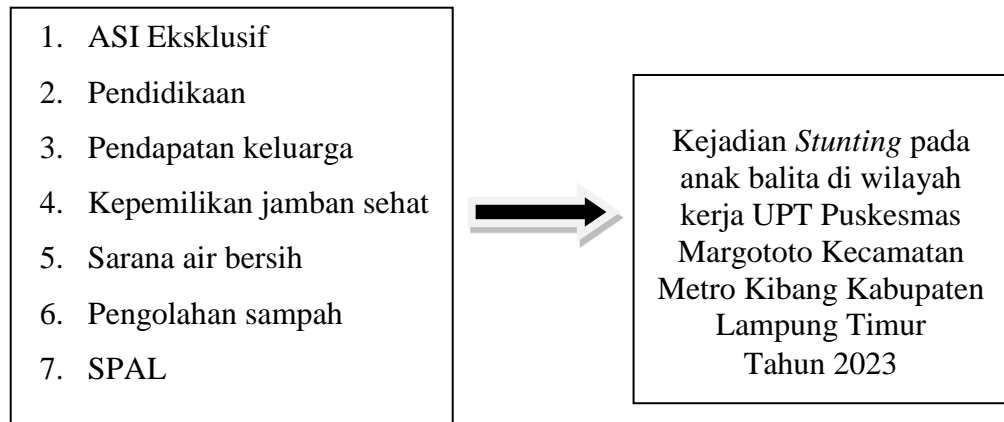 1. ASI Eksklusif
2. Pendidikaan
3. Pendapatan keluarga
4. Kepemilikan jamban sehat
5. Sarana air bersih
6. Pengolahan sampah
7. SPAL
Kejadian Stunting pada
anak balita di wilayah
kerja UPT Puskesmas
Margototo Kecamatan
Metro Kibang Kabupaten
Lampung Timur
Tahun 2023